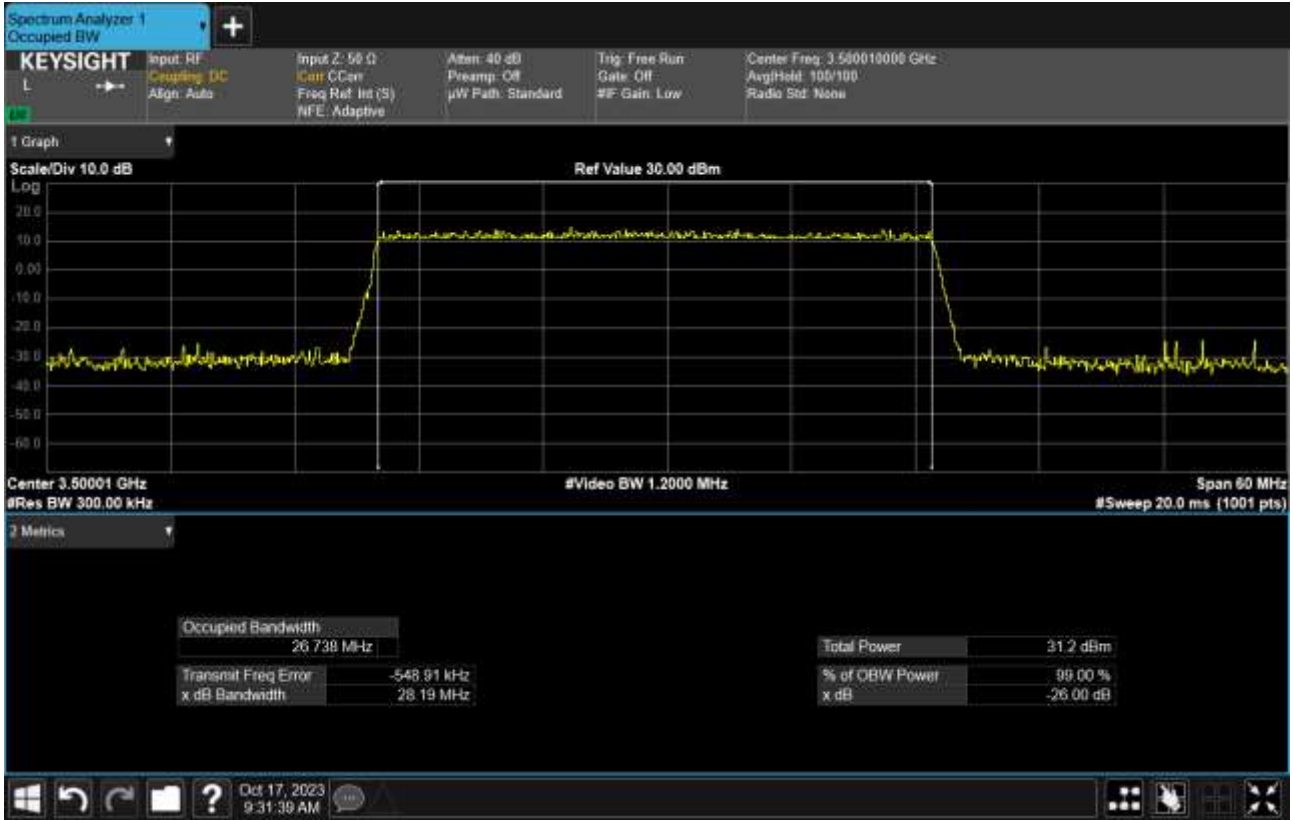 Spectrum Analyzer 1
Occupied BW
+
KEYSIGHT
L
Input: RF
Coupling: DC
Align: Auto
Input Z: 50 Ω
Corr CCorr
Freq Ref: Int (S)
NFE: Adaptive
Atten: 40 dB
Preamp: Off
µW Path: Standard
Trig: Free Run
Gate: Off
#IF Gain: Low
Center Freq: 3.500010000 GHz
Avg|Hold: 100/100
Radio Std: None
1 Graph
Scale/Div 10.0 dB
Ref Value 30.00 dBm
Log
20.0
10.0
0.00
-10.0
-20.0
-30.0
-40.0
-50.0
-60.0
Center 3.50001 GHz
#Video BW 1.2000 MHz
Span 60 MHz
#Res BW 300.00 kHz
#Sweep 20.0 ms (1001 pts)
2 Metrics
Occupied Bandwidth
26.738 MHz
Total Power 31.2 dBm
Transmit Freq Error -548.91 kHz
% of OBW Power 99.00 %
x dB Bandwidth 28.19 MHz
x dB -26.00 dB
?
Oct 17, 2023
9:31:39 AM